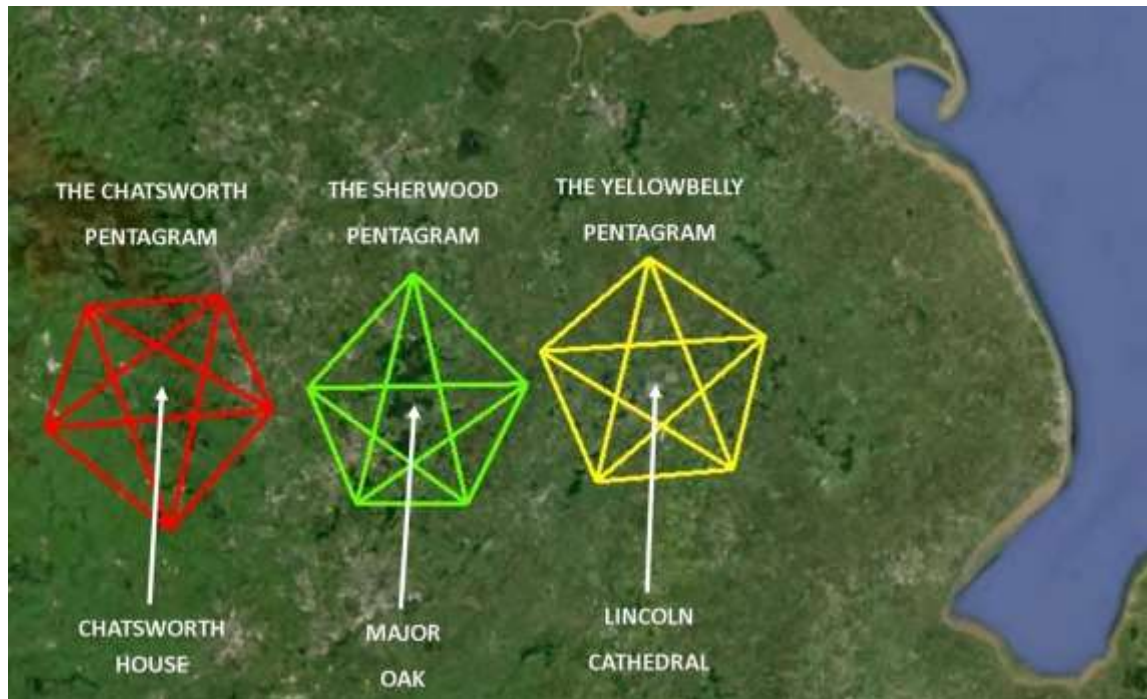 THE CHATSWORTH
PENTAGRAM
THE SHERWOOD
PENTAGRAM
THE YELLOWBELLY
PENTAGRAM
CHATSWORTH
HOUSE
MAJOR
OAK
LINCOLN
CATHEDRAL